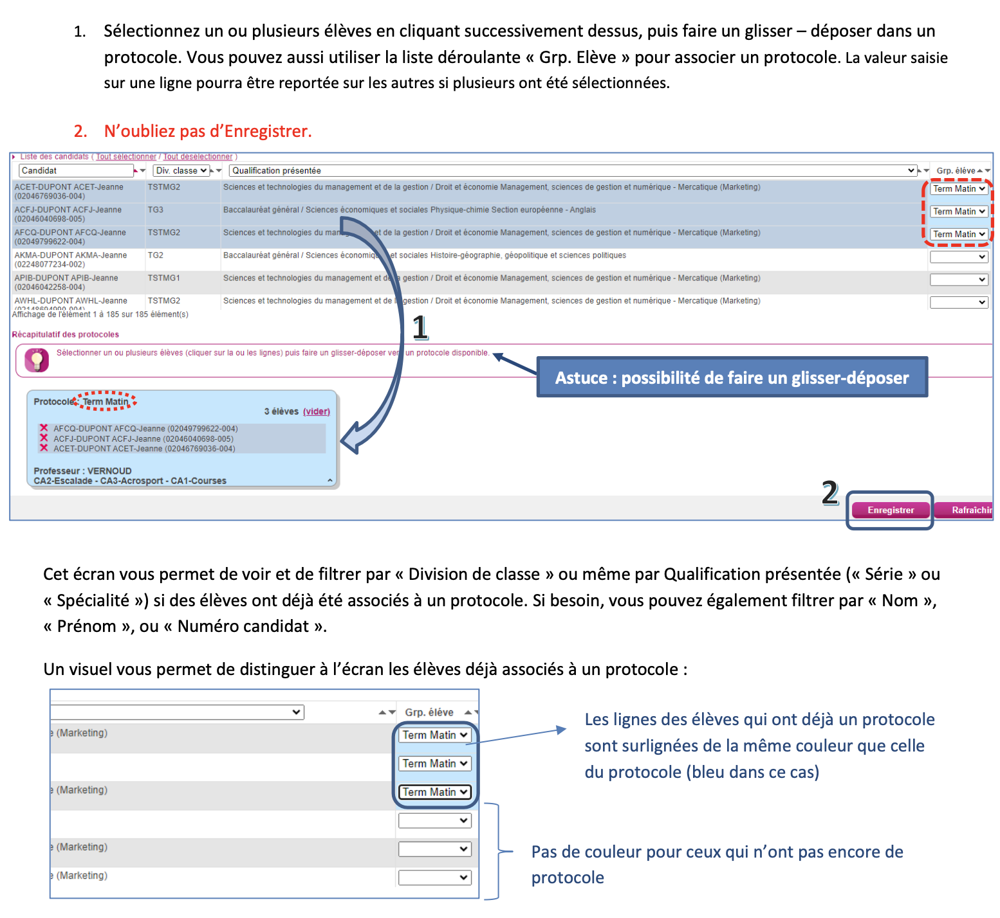 1. Sélectionnez un ou plusieurs élèves en cliquant successivement dessus, puis faire un glisser – déposer dans un
protocole. Vous pouvez aussi utiliser la liste déroulante « Grp. Elève » pour associer un protocole. La valeur saisie
sur une ligne pourra être reportée sur les autres si plusieurs ont été sélectionnées.
2. N’oubliez pas d’Enregistrer.
Liste des candidats ( Tout sélectionner / Tout désélectionner )
Candidat Div. classe Qualification présentée Grp. éléve
ACET-DUPONT ACET-Jeanne TSTMG2 Sciences et technologies du management et de la gestion / Droit et économie Management, sciences de gestion et numérique - Mercatique (Marketing) Term Matin
(02046769036-004)
ACFJ-DUPONT ACFJ-Jeanne TG3 Baccalauréat général / Sciences économiques et sociales Physique-chimie Section européenne - Anglais Term Matin
(02046040698-005)
AFCQ-DUPONT AFCQ-Jeanne TSTMG2 Sciences et technologies du man et de la gestion / Droit et économie Management, sciences de gestion et numérique - Mercatique (Marketing) Term Matin
(02049799622-004)
AKMA-DUPONT AKMA-Jeanne TG2 Baccalauréat général / Sciences économiq et sociales Histoire-géographie, géopolitique et sciences politiques
(02248077234-002)
APIB-DUPONT APIB-Jeanne TSTMG1 Sciences et technologies du management et de la gestion / Droit et économie Management, sciences de gestion et numérique - Mercatique (Marketing)
(02046042258-004)
AWHL-DUPONT AWHL-Jeanne TSTMG2 Sciences et technologies du management et de la gestion / Droit et économie Management, sciences de gestion et numérique - Mercatique (Marketing)
Affichage de l'élément 1 à 185 sur 185 élément(s)
1
Récapitulatif des protocoles
Sélectionner un ou plusieurs élèves (cliquer sur la ou les lignes) puis faire un glisser-déposer vers un protocole disponible.
Astuce : possibilité de faire un glisser-déposer
Protocole : Term Matin
3 élèves (vider)
AFCQ-DUPONT AFCQ-Jeanne (02049799622-004)
ACFJ-DUPONT ACFJ-Jeanne (02046040698-005)
ACET-DUPONT ACET-Jeanne (02046769036-004)
Professeur : VERNOUD
CA2-Escalade - CA3-Acrosport - CA1-Courses
2
Enregistrer Rafraîchir
Cet écran vous permet de voir et de filtrer par « Division de classe » ou même par Qualification présentée (« Série » ou
« Spécialité ») si des élèves ont déjà été associés à un protocole. Si besoin, vous pouvez également filtrer par « Nom »,
« Prénom », ou « Numéro candidat ».
Un visuel vous permet de distinguer à l’écran les élèves déjà associés à un protocole :
Grp. éléve
e (Marketing) Term Matin
Term Matin
e (Marketing) Term Matin
e (Marketing)
e (Marketing)
Les lignes des élèves qui ont déjà un protocole
sont surlignées de la même couleur que celle
du protocole (bleu dans ce cas)
Pas de couleur pour ceux qui n’ont pas encore de
protocole